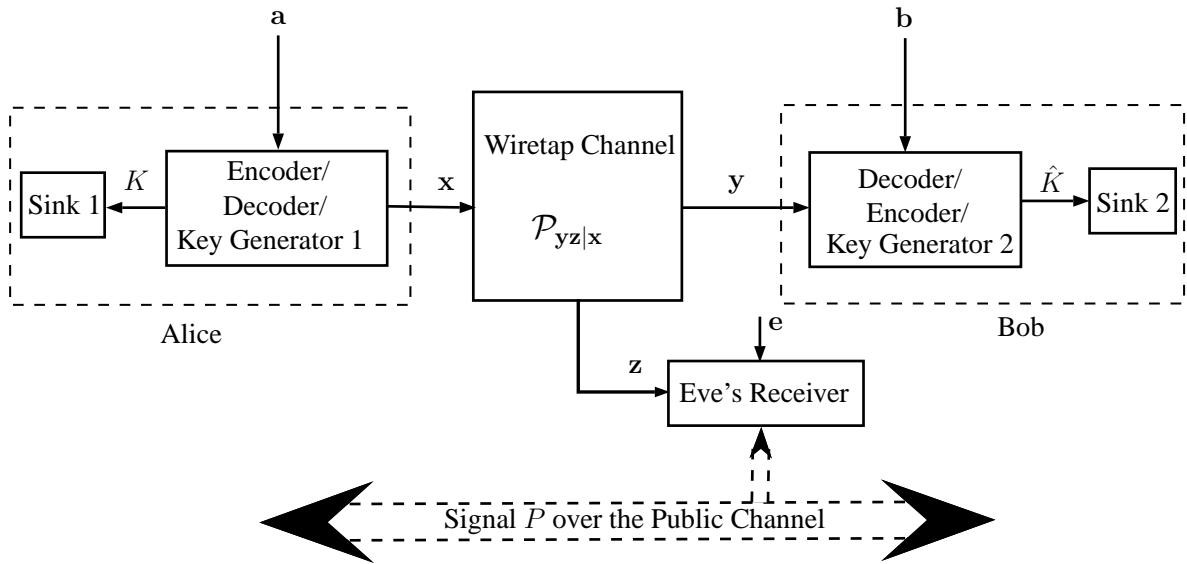 a
b
Sink 1
K
Encoder/
Decoder/
Key Generator 1
x
Wiretap Channel
𝒫yz|x
y
Decoder/
Encoder/
Key Generator 2
K̂
Sink 2
Alice
Bob
e
z
Eve's Receiver
Signal P over the Public Channel